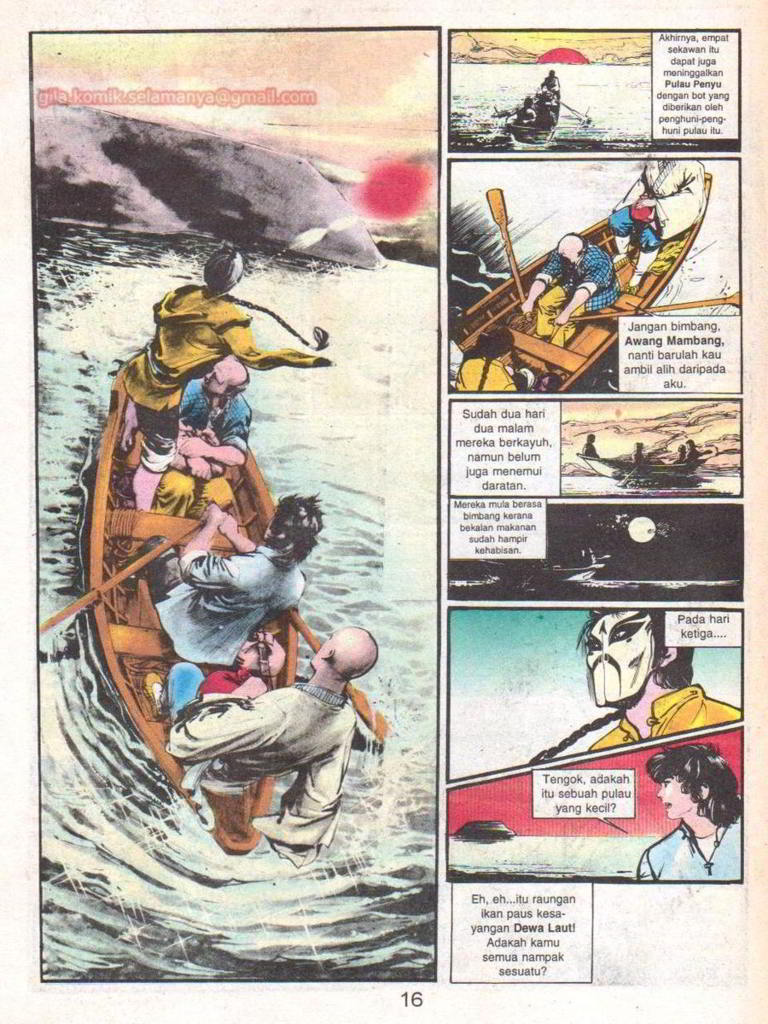 gila.komik.selamanya@gmail.com
Akhirnya, empat
sekawan itu
dapat juga
meninggalkan
Pulau Penyu
dengan bot yang
diberikan oleh
penghuni-peng-
huni pulau itu.
Jangan bimbang,
Awang Mambang,
nanti barulah kau
ambil alih daripada
aku.
Sudah dua hari
dua malam
mereka berkayuh,
namun belum
juga menemui
daratan.
Mereka mula berasa
bimbang kerana
bekalan makanan
sudah hampir
kehabisan.
Pada hari
ketiga....
Tengok, adakah
itu sebuah pulau
yang kecil?
Eh, eh...itu raungan
ikan paus kesa-
yangan Dewa Laut!
Adakah kamu
semua nampak
sesuatu?
16